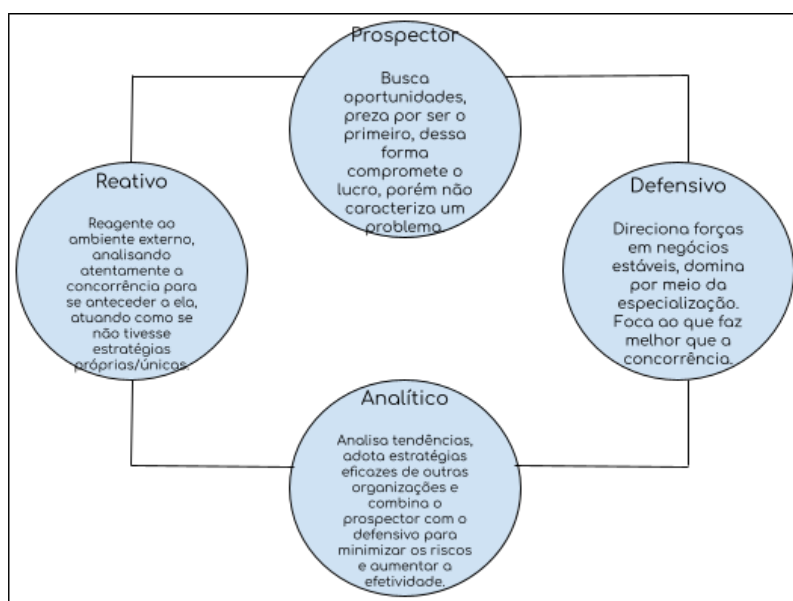 Prospector
Busca
oportunidades,
preza por ser o
primeiro, dessa
forma
compromete o
lucro, porém não
caracteriza um
problema.
Reativo
Reagente ao
ambiente externo,
analisando
atentamente a
concorrência para
se anteceder a ela,
atuando como se
não tivesse
estratégias
próprias/únicas.
Defensivo
Direciona forças
em negócios
estáveis, domina
por meio da
especialização.
Foca ao que faz
melhor que a
concorrência.
Analítico
Analisa tendências,
adota estratégias
eficazes de outras
organizações e
combina o
prospector com o
defensivo para
minimizar os riscos
e aumentar a
efetividade.